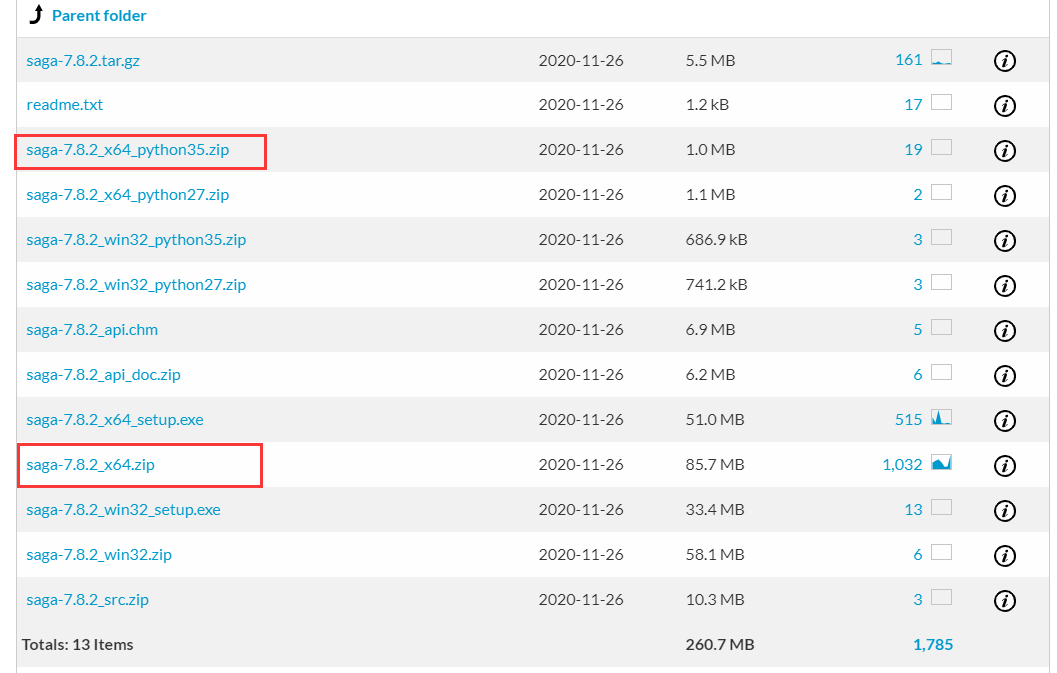 Parent folder
saga-7.8.2.tar.gz 2020-11-26 5.5 MB 161
readme.txt 2020-11-26 1.2 kB 17
saga-7.8.2_x64_python35.zip 2020-11-26 1.0 MB 19
saga-7.8.2_x64_python27.zip 2020-11-26 1.1 MB 2
saga-7.8.2_win32_python35.zip 2020-11-26 686.9 kB 3
saga-7.8.2_win32_python27.zip 2020-11-26 741.2 kB 3
saga-7.8.2_api.chm 2020-11-26 6.9 MB 5
saga-7.8.2_api_doc.zip 2020-11-26 6.2 MB 6
saga-7.8.2_x64_setup.exe 2020-11-26 51.0 MB 515
saga-7.8.2_x64.zip 2020-11-26 85.7 MB 1,032
saga-7.8.2_win32_setup.exe 2020-11-26 33.4 MB 13
saga-7.8.2_win32.zip 2020-11-26 58.1 MB 6
saga-7.8.2_src.zip 2020-11-26 10.3 MB 3
Totals: 13 Items 260.7 MB 1,785